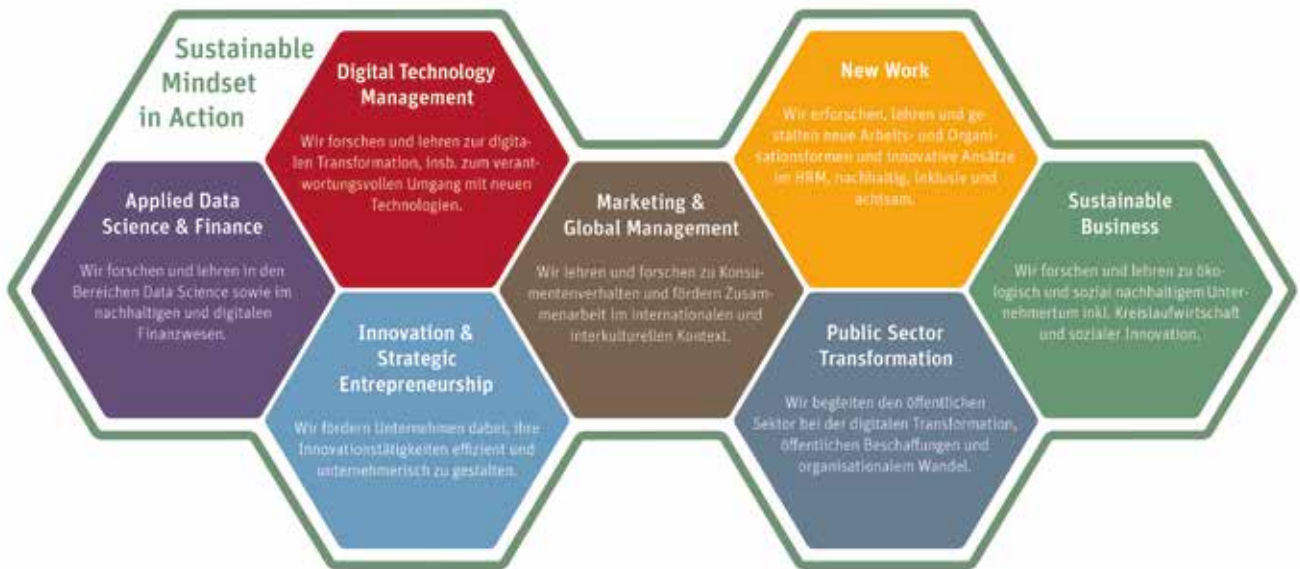 Sustainable
Mindset
in Action
Digital Technology
Management
Wir forschen und lehren zur digita-
len Transformation, insb. zum verant-
wortungsvollen Umgang mit neuen
Technologien.
New Work
Wir erforschen, lehren und ge-
stalten neue Arbeits- und Organi-
sationsformen und innovative Ansätze
im HRM, nachhaltig, inklusiv und
achtsam.
Applied Data
Science & Finance
Wir forschen und lehren in den
Bereichen Data Science sowie im
nachhaltigen und digitalen
Finanzwesen.
Marketing &
Global Management
Wir lehren und forschen zu Konsu-
mentenverhalten und fördern Zusam-
menarbeit im internationalen und
interkulturellen Kontext.
Sustainable
Business
Wir forschen und lehren zu öko-
logisch und sozial nachhaltigem Unter-
nehmertum inkl. Kreislaufwirtschaft
und sozialer Innovation.
Innovation &
Strategic
Entrepreneurship
Wir fördern Unternehmen dabei, ihre
Innovationstätigkeiten effizient und
unternehmerisch zu gestalten.
Public Sector
Transformation
Wir begleiten den öffentlichen
Sektor bei der digitalen Transformation,
öffentlichen Beschaffungen und
organisationalem Wandel.